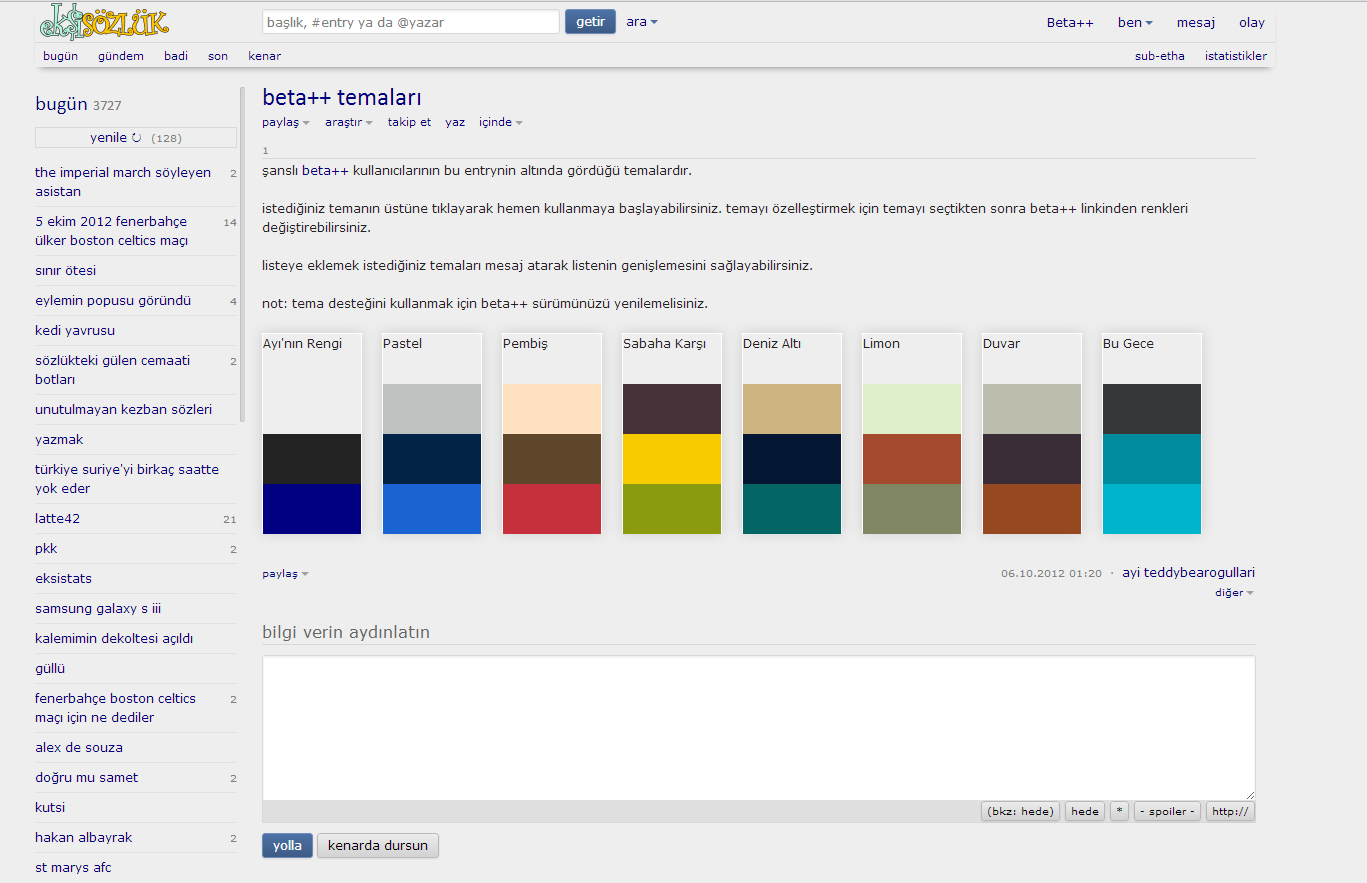 ekşi SÖZLÜK
başlık, #entry ya da @yazar
getir
ara
Beta++
ben
mesaj
olay
bugün
gündem
badi
son
kenar
sub-etha
istatistikler
bugün 3727
yenile (128)
the imperial march söyleyen 2
asistan
5 ekim 2012 fenerbahçe 14
ülker boston celtics maçı
sınır ötesi
eylemin popusu göründü 4
kedi yavrusu
sözlükteki gülen cemaati 2
botları
unutulmayan kezban sözleri
yazmak
türkiye suriye'yi birkaç saatte
yok eder
latte42 21
pkk 2
eksistats
samsung galaxy s iii
kalemimin dekoltesi açıldı
güllü
fenerbahçe boston celtics 2
maçı için ne dediler
alex de souza
doğru mu samet 2
kutsi
hakan albayrak 2
st marys afc
beta++ temaları
paylaş araştır takip et yaz içinde
1
şanslı beta++ kullanıcılarının bu entrynin altında gördüğü temalardır.
istediğiniz temanın üstüne tıklayarak hemen kullanmaya başlayabilirsiniz. temayı özelleştirmek için temayı seçtikten sonra beta++ linkinden renkleri
değiştirebilirsiniz.
listeye eklemek istediğiniz temaları mesaj atarak listenin genişlemesini sağlayabilirsiniz.
not: tema desteğini kullanmak için beta++ sürümünüzü yenilemelisiniz.
Ayı'nın Rengi
Pastel
Pembiş
Sabaha Karşı
Deniz Altı
Limon
Duvar
Bu Gece
paylaş
06.10.2012 01:20 · ayi teddybearogullari
diğer
bilgi verin aydınlatın
(bkz: hede)
hede
*
- spoiler -
http://
yolla
kenarda dursun